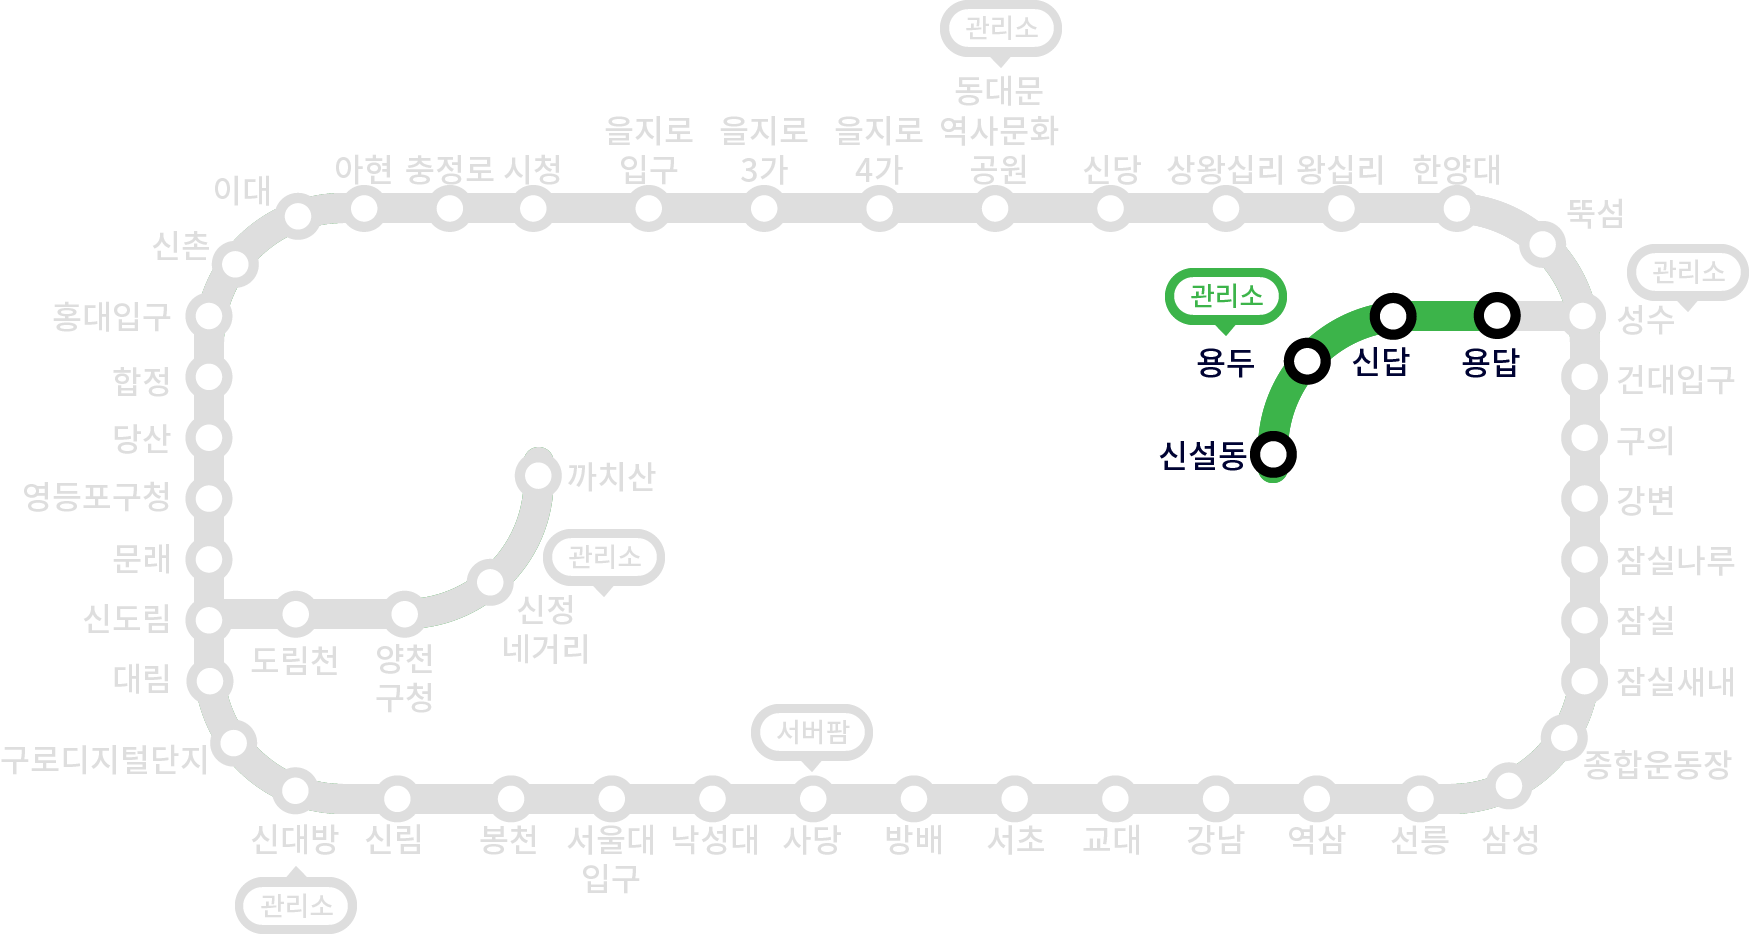 관리소
동대문
역사문화
공원
을지로
입구
을지로
3가
을지로
4가
이대
아현
충정로
시청
신당
상왕십리
왕십리
한양대
뚝섬
신촌
관리소
홍대입구
관리소
성수
용두
신답
용답
합정
건대입구
당산
구의
신설동
까치산
영등포구청
강변
문래
관리소
잠실나루
신도림
신정
네거리
잠실
도림천
양천
구청
대림
잠실새내
구로디지털단지
서버팜
종합운동장
신대방
신림
봉천
서울대
입구
낙성대
사당
방배
서초
교대
강남
역삼
선릉
삼성
관리소